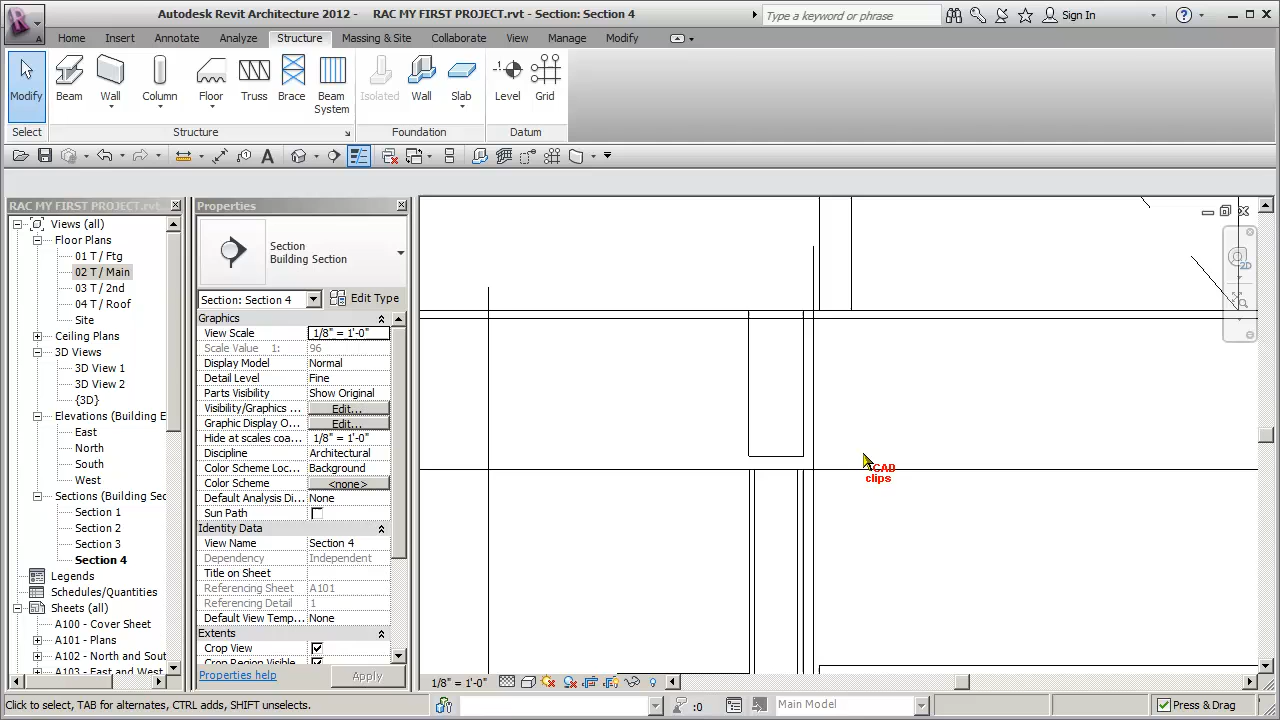 Autodesk Revit Architecture 2012 - RAC MY FIRST PROJECT.rvt - Section: Section 4
Type a keyword or phrase
Sign In
Home Insert Annotate Analyze Structure Massing & Site Collaborate View Manage Modify
Modify Beam Wall Column Floor Truss Brace Beam System Isolated Wall Slab Level Grid
Select Structure Foundation Datum
RAC MY FIRST PROJECT.rvt
Views (all)
Floor Plans
01 T / Ftg
02 T / Main
03 T / 2nd
04 T / Roof
Site
Ceiling Plans
3D Views
3D View 1
3D View 2
{3D}
Elevations (Building E
East
North
South
West
Sections (Building Sec
Section 1
Section 2
Section 3
Section 4
Legends
Schedules/Quantities
Sheets (all)
A100 - Cover Sheet
A101 - Plans
A102 - North and Sout
A103 - East and West
Properties
Section
Building Section
Section: Section 4
Edit Type
Graphics
View Scale 1/8" = 1'-0"
Scale Value 1: 96
Display Model Normal
Detail Level Fine
Parts Visibility Show Original
Visibility/Graphics ... Edit...
Graphic Display O... Edit...
Hide at scales coa... 1/8" = 1'-0"
Discipline Architectural
Color Scheme Loc... Background
Color Scheme <none>
Default Analysis Di... None
Sun Path
Identity Data
View Name Section 4
Dependency Independent
Title on Sheet
Referencing Sheet A101
Referencing Detail 1
Default View Temp... None
Extents
Crop View
Crop Region Visible
Properties help
Apply
2D
CAD
clips
1/8" = 1'-0"
Click to select, TAB for alternates, CTRL adds, SHIFT unselects.
:0
Main Model
Press & Drag